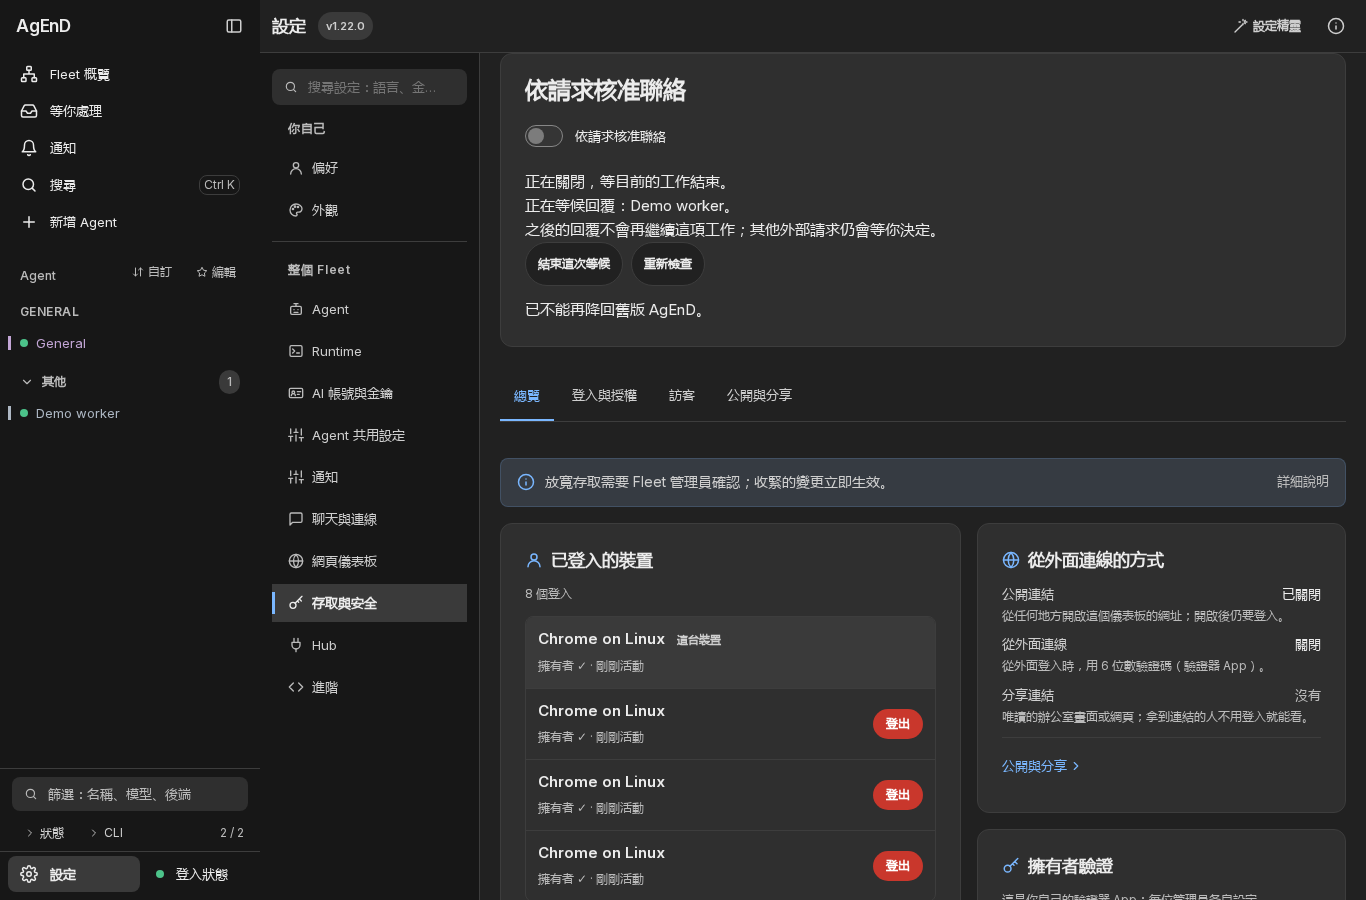 AgEnD
Fleet 概覽
等你處理
通知
搜尋
Ctrl K
新增 Agent
Agent
自訂
編輯
GENERAL
General
其他
1
Demo worker
篩選：名稱、模型、後端
狀態
CLI
2 / 2
設定
登入狀態
設定
v1.22.0
設定精靈
搜尋設定：語言、金…
你自己
偏好
外觀
整個 Fleet
Agent
Runtime
AI 帳號與金鑰
Agent 共用設定
通知
聊天與連線
網頁儀表板
存取與安全
Hub
進階
依請求核准聯絡
依請求核准聯絡
正在關閉，等目前的工作結束。
正在等候回覆：Demo worker。
之後的回覆不會再繼續這項工作；其他外部請求仍會等你決定。
結束這次等候
重新檢查
已不能再降回舊版 AgEnD。
總覽
登入與授權
訪客
公開與分享
放寬存取需要 Fleet 管理員確認；收緊的變更立即生效。
詳細說明
已登入的裝置
8 個登入
Chrome on Linux 這台裝置
擁有者 ✓ · 剛剛活動
Chrome on Linux
擁有者 ✓ · 剛剛活動
登出
Chrome on Linux
擁有者 ✓ · 剛剛活動
登出
Chrome on Linux
擁有者 ✓ · 剛剛活動
登出
從外面連線的方式
公開連結
已關閉
從任何地方開啟這個儀表板的網址；開啟後仍要登入。
從外面連線
關閉
從外面登入時，用 6 位數驗證碼（驗證器 App）。
分享連結
沒有
唯讀的辦公室畫面或網頁；拿到連結的人不用登入就能看。
公開與分享
擁有者驗證
這是你自己的驗證器 App；每位管理員各自設定。